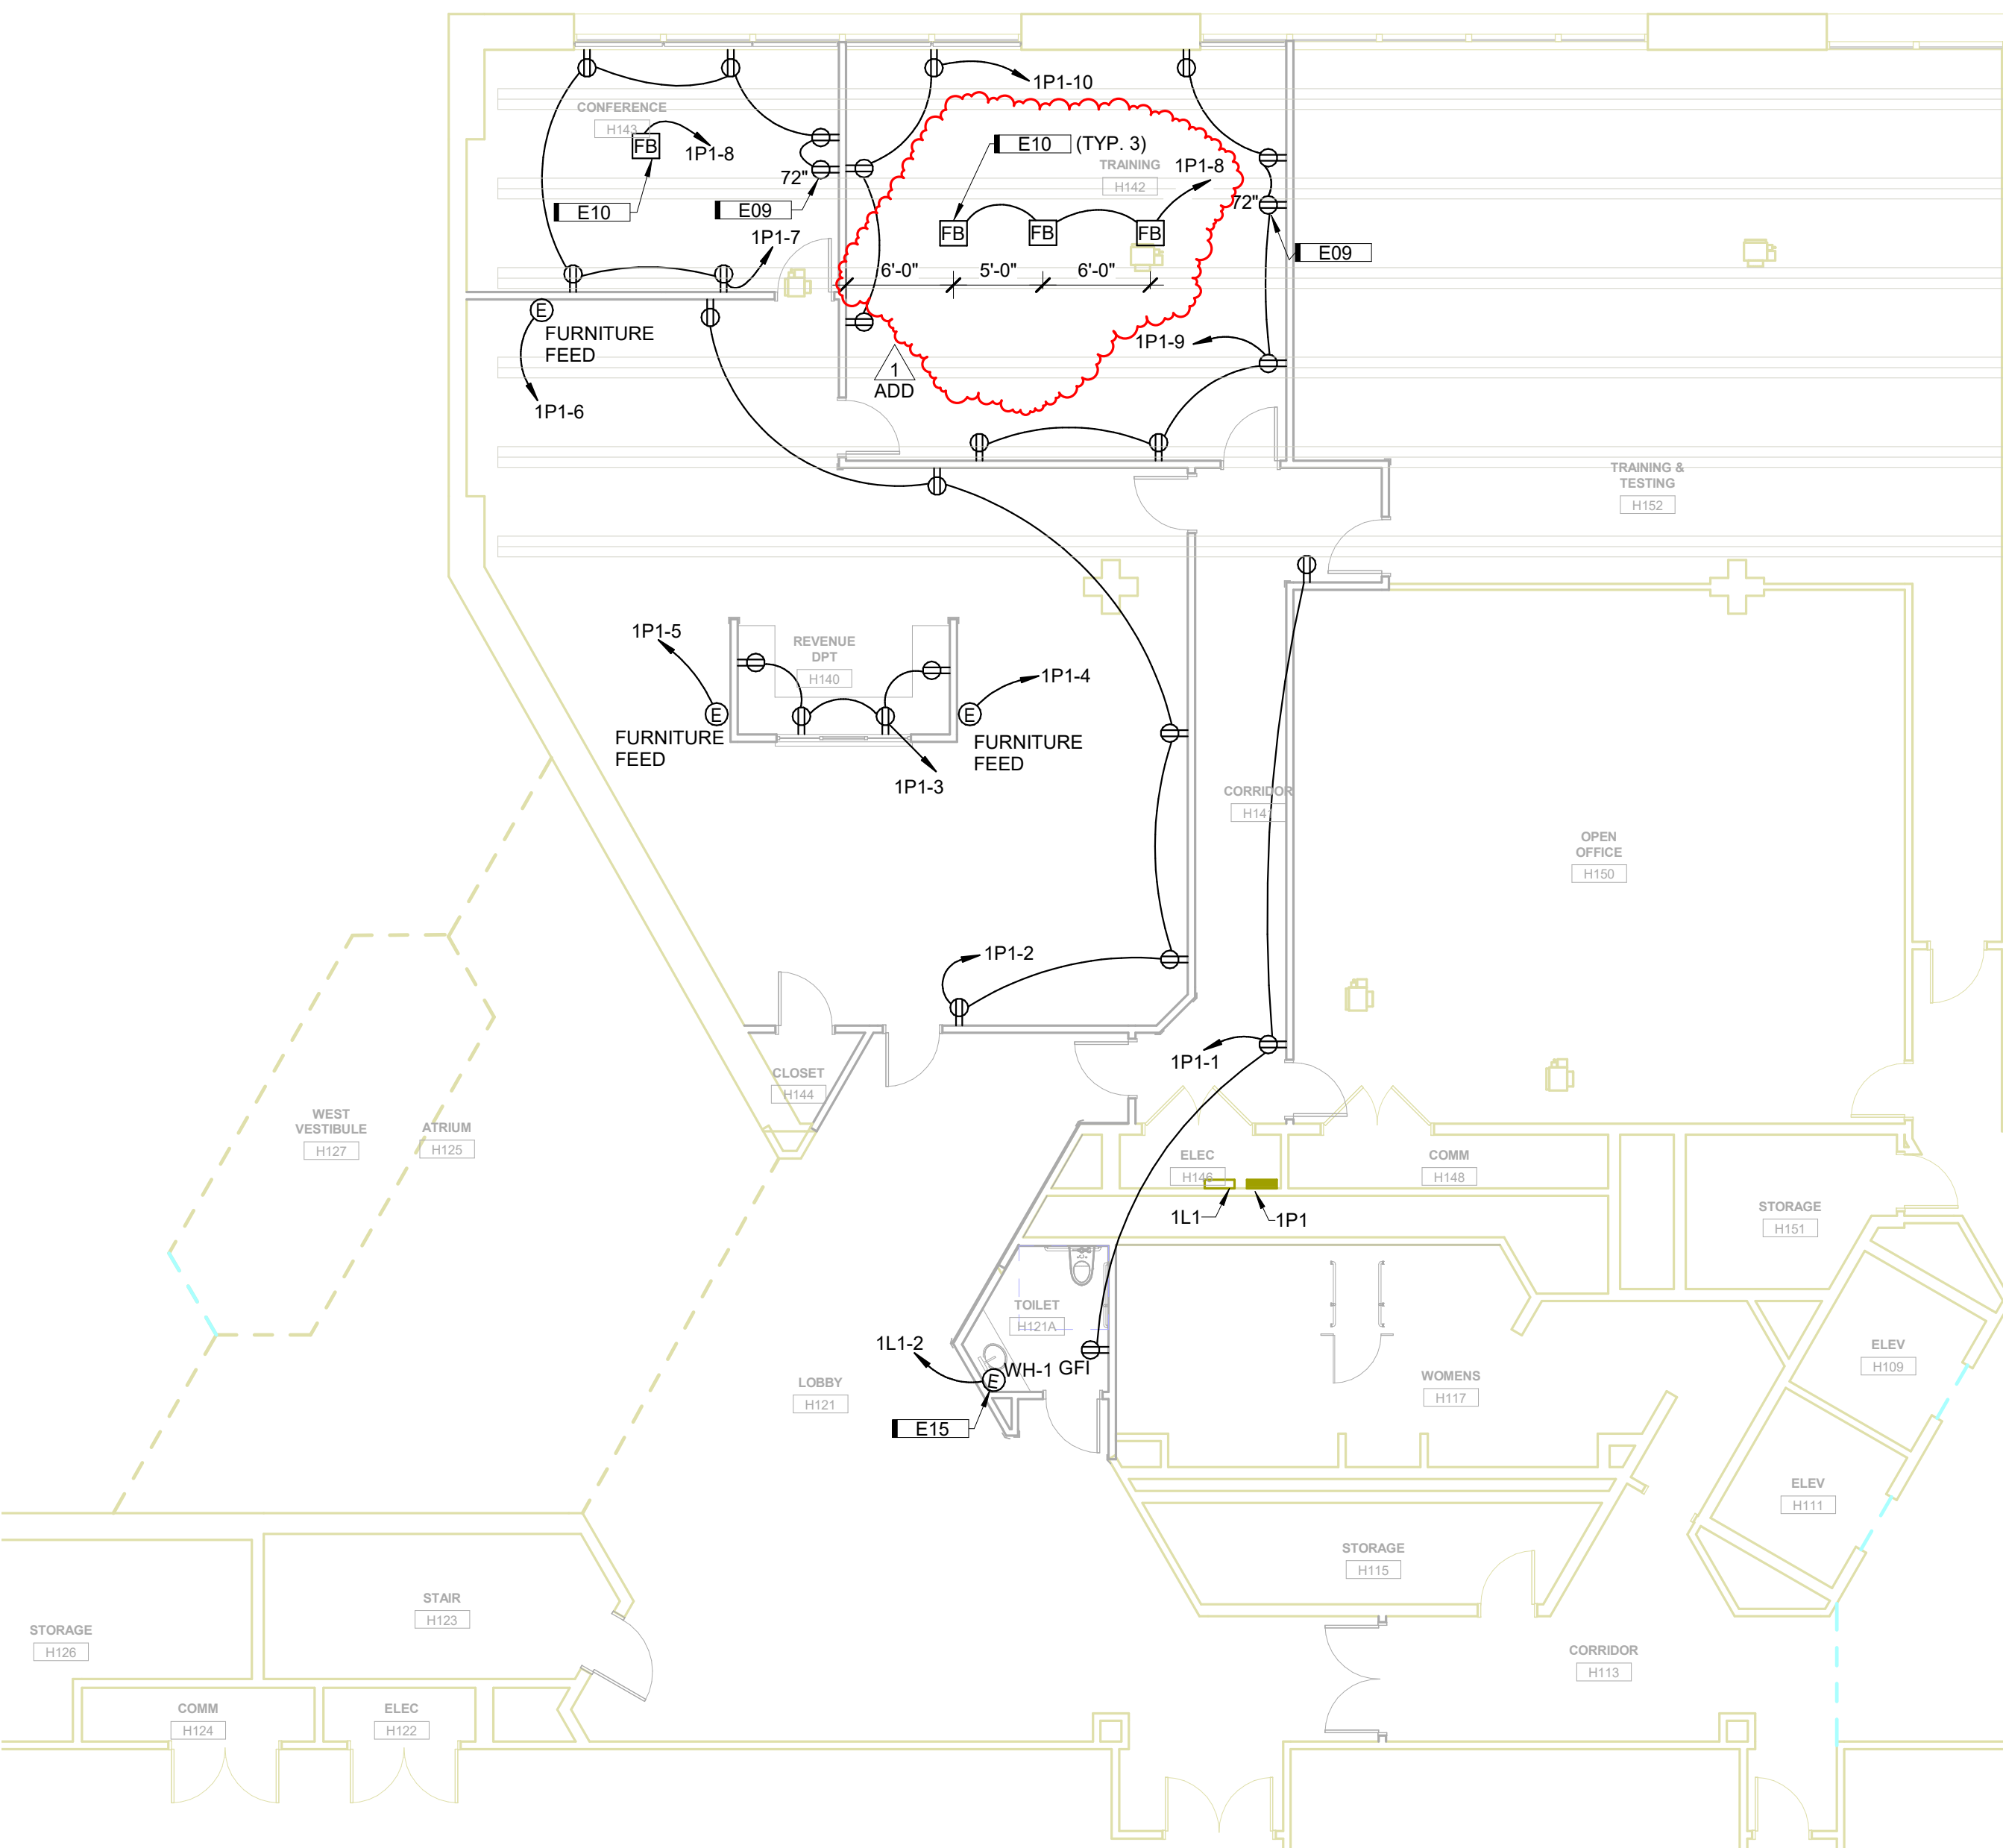 1P1-10
CONFERENCE
H143
FB
1P1-8
E10
72"
E09
1P1-7
E10 (TYP. 3)
TRAINING
H142
1P1-8
72"
FB
FB
FB
E09
6'-0"
5'-0"
6'-0"
E
FURNITURE
FEED
1P1-6
1
ADD
1P1-9
TRAINING &
TESTING
H152
1P1-5
REVENUE
DPT
H140
1P1-4
E
E
FURNITURE
FEED
FURNITURE
FEED
1P1-3
CORRIDOR
H141
OPEN
OFFICE
H150
1P1-2
1P1-1
CLOSET
H144
WEST
VESTIBULE
H127
ATRIUM
H125
ELEC
H146
COMM
H148
1L1
1P1
STORAGE
H151
TOILET
H121A
1L1-2
WH-1
GFI
E
E15
LOBBY
H121
WOMENS
H117
ELEV
H109
ELEV
H111
STORAGE
H115
STAIR
H123
STORAGE
H126
CORRIDOR
H113
COMM
H124
ELEC
H122